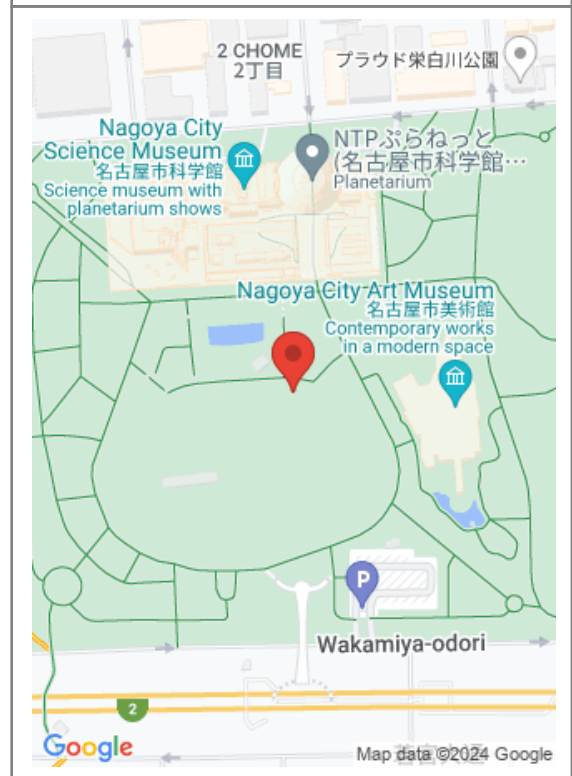 2 CHOME
2丁目
プラウド栄白川公園
Nagoya City
Science Museum
名古屋市科学館
Science museum with
planetarium shows
NTPぷらねっと
(名古屋市科学館…
Planetarium
Nagoya City Art Museum
名古屋市美術館
Contemporary works
in a modern space
P
Wakamiya-odori
2
Google
Map data ©2024 Google